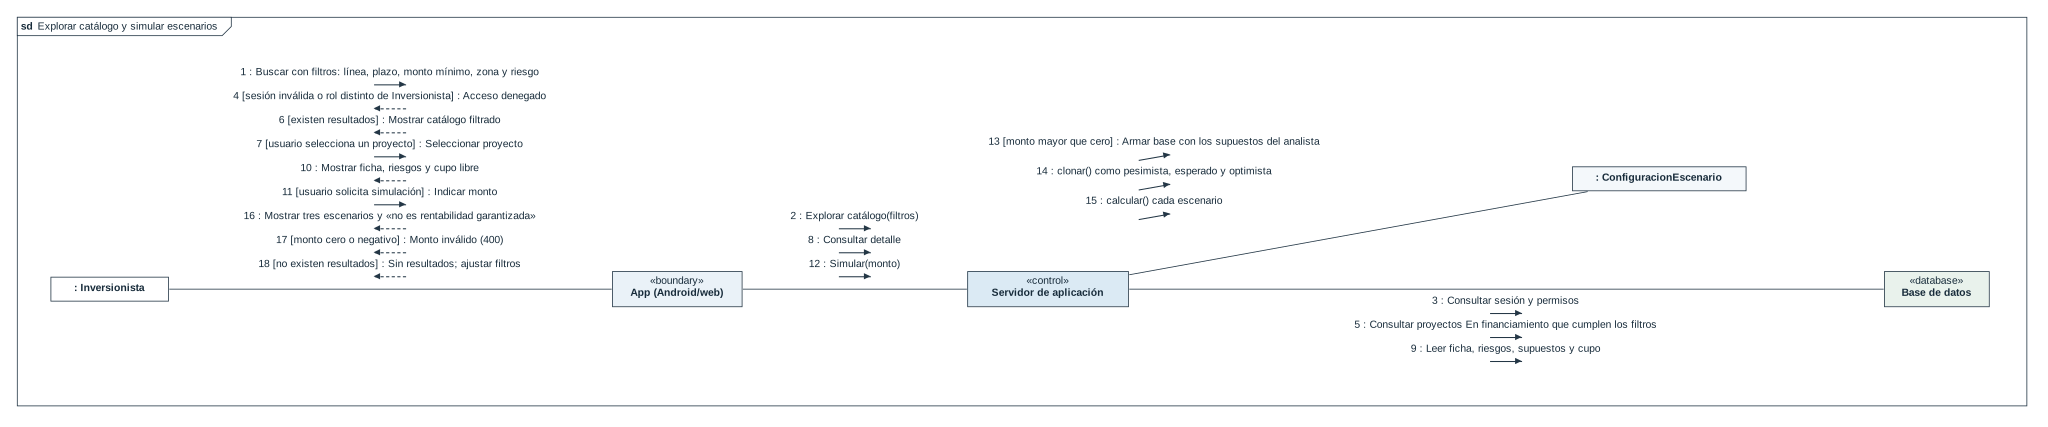 sd Explorar catálogo y simular escenarios
1 : Buscar con filtros: línea, plazo, monto mínimo, zona y riesgo
4 [sesión inválida o rol distinto de Inversionista] : Acceso denegado
6 [existen resultados] : Mostrar catálogo filtrado
7 [usuario selecciona un proyecto] : Seleccionar proyecto
10 : Mostrar ficha, riesgos y cupo libre
11 [usuario solicita simulación] : Indicar monto
16 : Mostrar tres escenarios y «no es rentabilidad garantizada»
17 [monto cero o negativo] : Monto inválido (400)
18 [no existen resultados] : Sin resultados; ajustar filtros
2 : Explorar catálogo(filtros)
8 : Consultar detalle
12 : Simular(monto)
13 [monto mayor que cero] : Armar base con los supuestos del analista
14 : clonar() como pesimista, esperado y optimista
15 : calcular() cada escenario
: ConfiguracionEscenario
: Inversionista
«boundary»
App (Android/web)
«control»
Servidor de aplicación
«database»
Base de datos
3 : Consultar sesión y permisos
5 : Consultar proyectos En financiamiento que cumplen los filtros
9 : Leer ficha, riesgos, supuestos y cupo